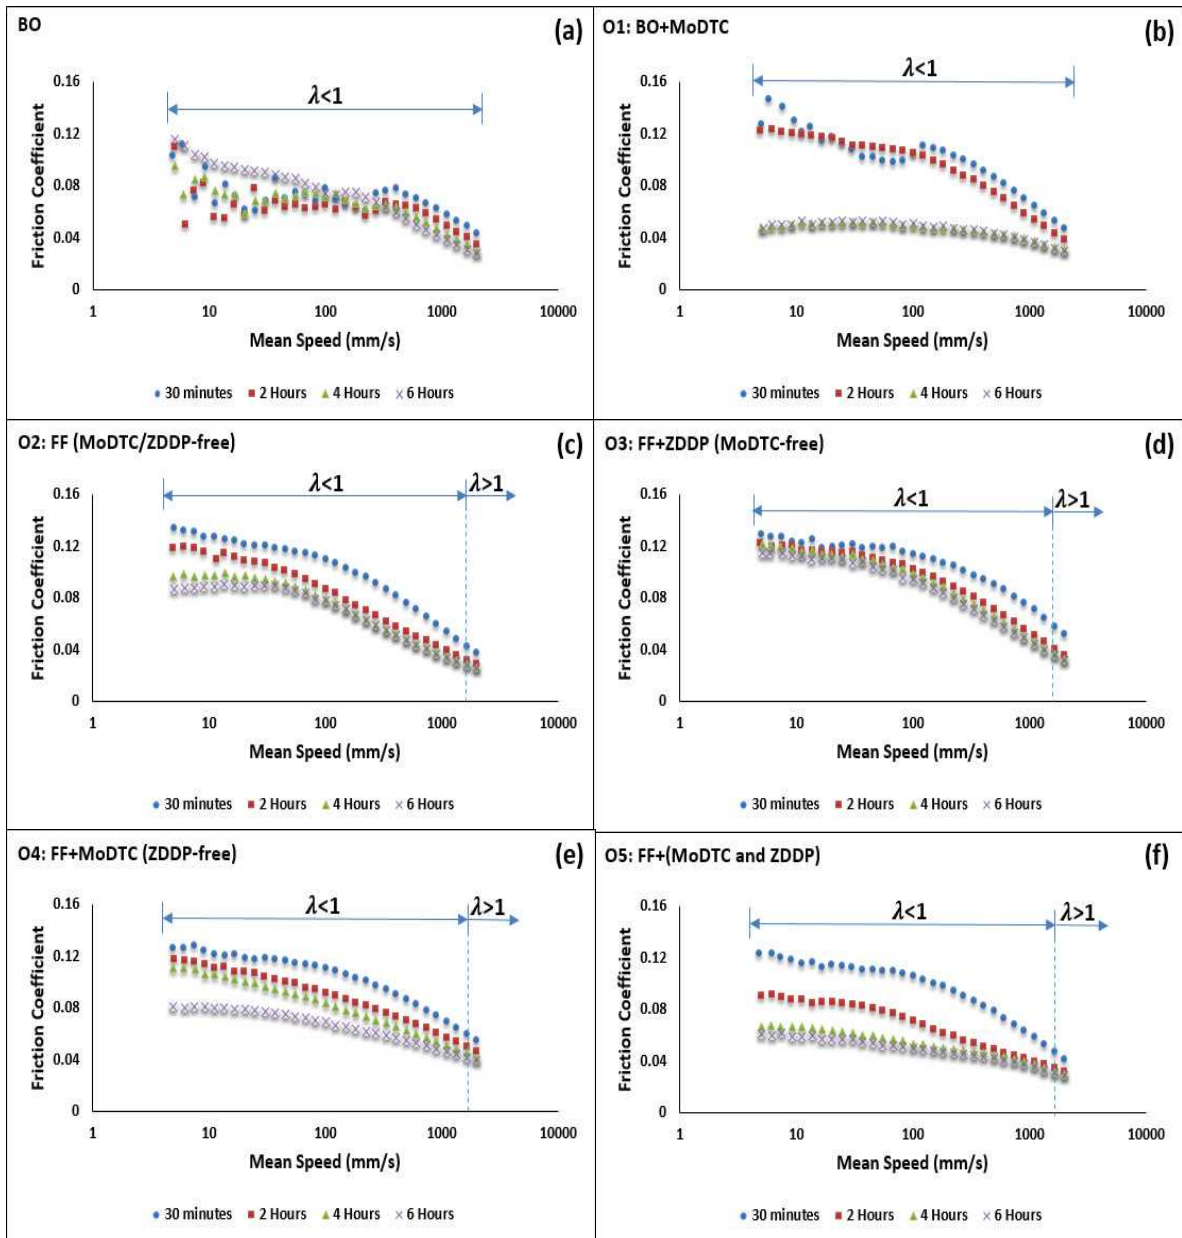 BO
(a)
λ<1
0.16
0.12
0.08
0.04
0
Friction Coefficient
1
10
100
1000
10000
Mean Speed (mm/s)
30 minutes
2 Hours
4 Hours
6 Hours
O1: BO+MoDTC
(b)
λ<1
0.16
0.12
0.08
0.04
0
Friction Coefficient
1
10
100
1000
10000
Mean Speed (mm/s)
30 minutes
2 Hours
4 Hours
6 Hours
O2: FF (MoDTC/ZDDP-free)
(c)
λ<1
λ>1
0.16
0.12
0.08
0.04
0
Friction Coefficient
1
10
100
1000
10000
Mean Speed (mm/s)
30 minutes
2 Hours
4 Hours
6 Hours
O3: FF+ZDDP (MoDTC-free)
(d)
λ<1
λ>1
0.16
0.12
0.08
0.04
0
Friction Coefficient
1
10
100
1000
10000
Mean Speed (mm/s)
30 minutes
2 Hours
4 Hours
6 Hours
O4: FF+MoDTC (ZDDP-free)
(e)
λ<1
λ>1
0.16
0.12
0.08
0.04
0
Friction Coefficient
1
10
100
1000
10000
Mean Speed (mm/s)
30 minutes
2 Hours
4 Hours
6 Hours
O5: FF+(MoDTC and ZDDP)
(f)
λ<1
λ>1
0.16
0.12
0.08
0.04
0
Friction Coefficient
1
10
100
1000
10000
Mean Speed (mm/s)
30 minutes
2 Hours
4 Hours
6 Hours